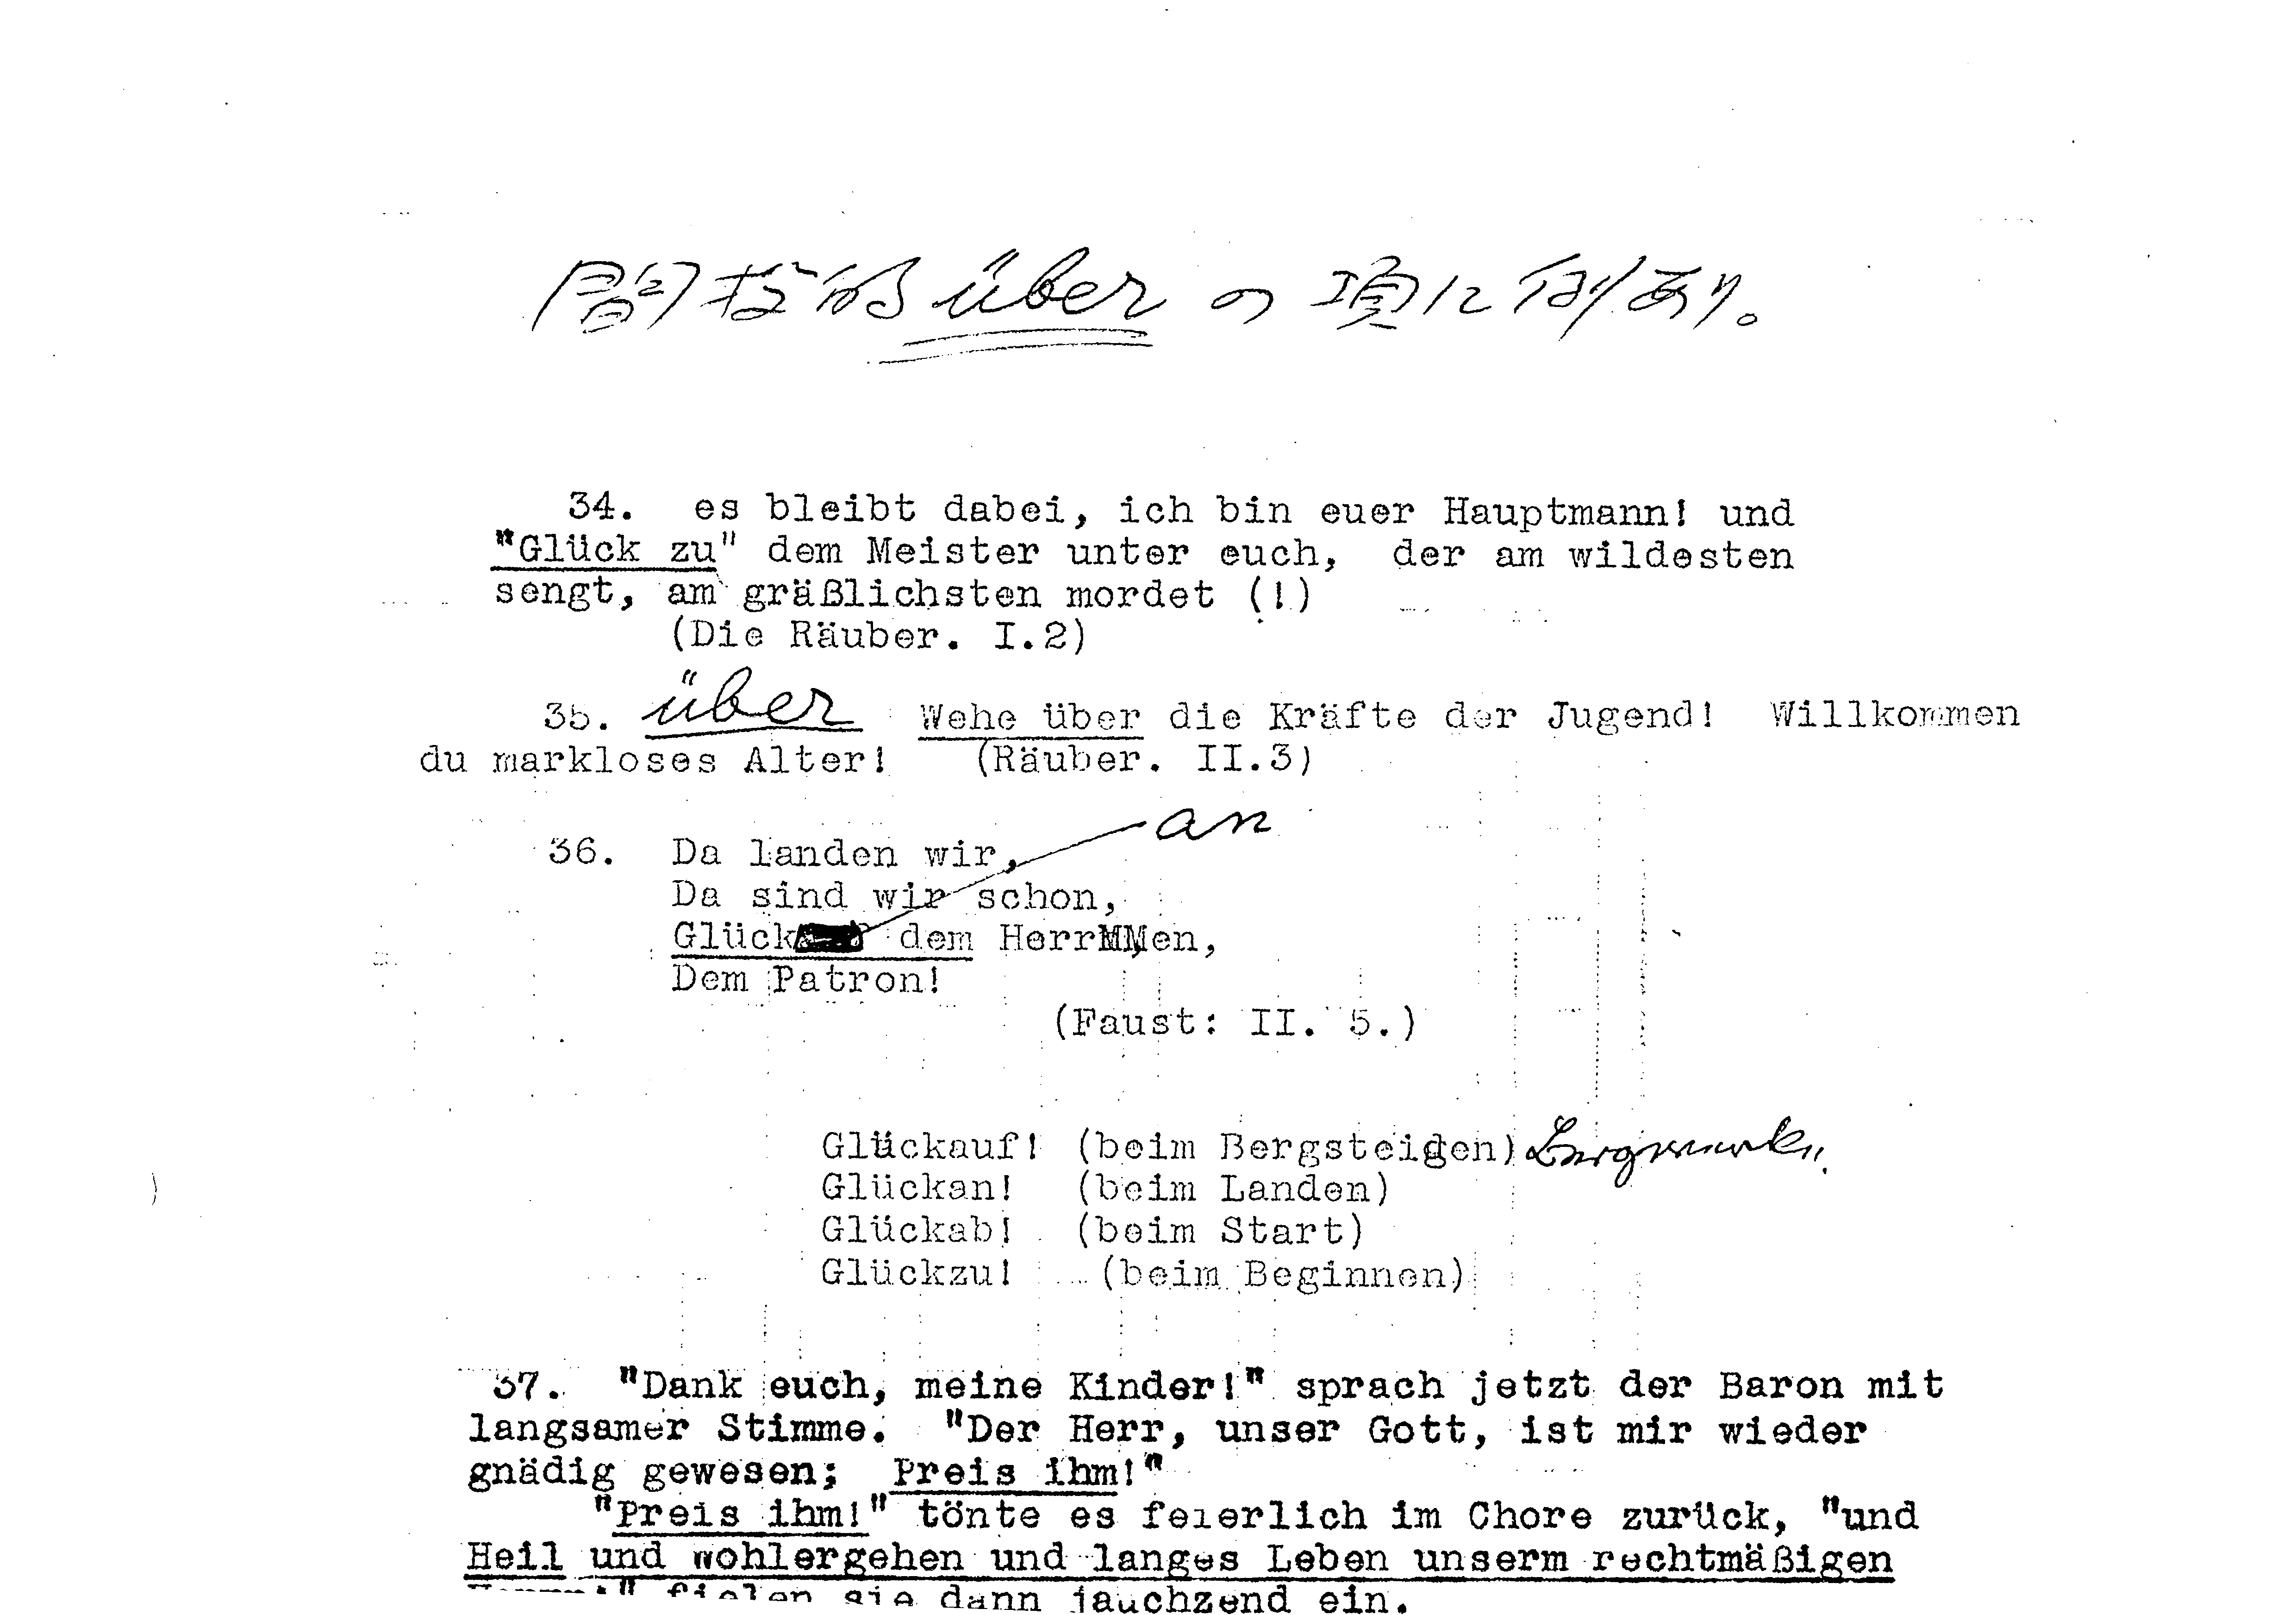 間投的 über の項に例あり。
34. es bleibt dabei, ich bin euer Hauptmann! und
"Glück zu" dem Meister unter euch, der am wildesten
sengt, am gräßlichsten mordet (!)
(Die Räuber. I.2)
35. über Wehe über die Kräfte der Jugend! Willkommen
du markloses Alter! (Räuber. II.3)
an
36. Da landen wir,
Da sind wir schon,
Glück dem Herren,
Dem Patron!
(Faust: II. 5.)
Glückauf! (beim Bergsteigen) Bergwerk
Glückan! (beim Landen)
Glückab! (beim Start)
Glückzu! (beim Beginnen)
37. "Dank euch, meine Kinder!" sprach jetzt der Baron mit
langsamer Stimme. "Der Herr, unser Gott, ist mir wieder
gnädig gewesen; Preis ihm!"
"Preis ihm!" tönte es feierlich im Chore zurück, "und
Heil und wohlergehen und langes Leben unserm rechtmäßigen
fielen sie dann jauchzend ein.